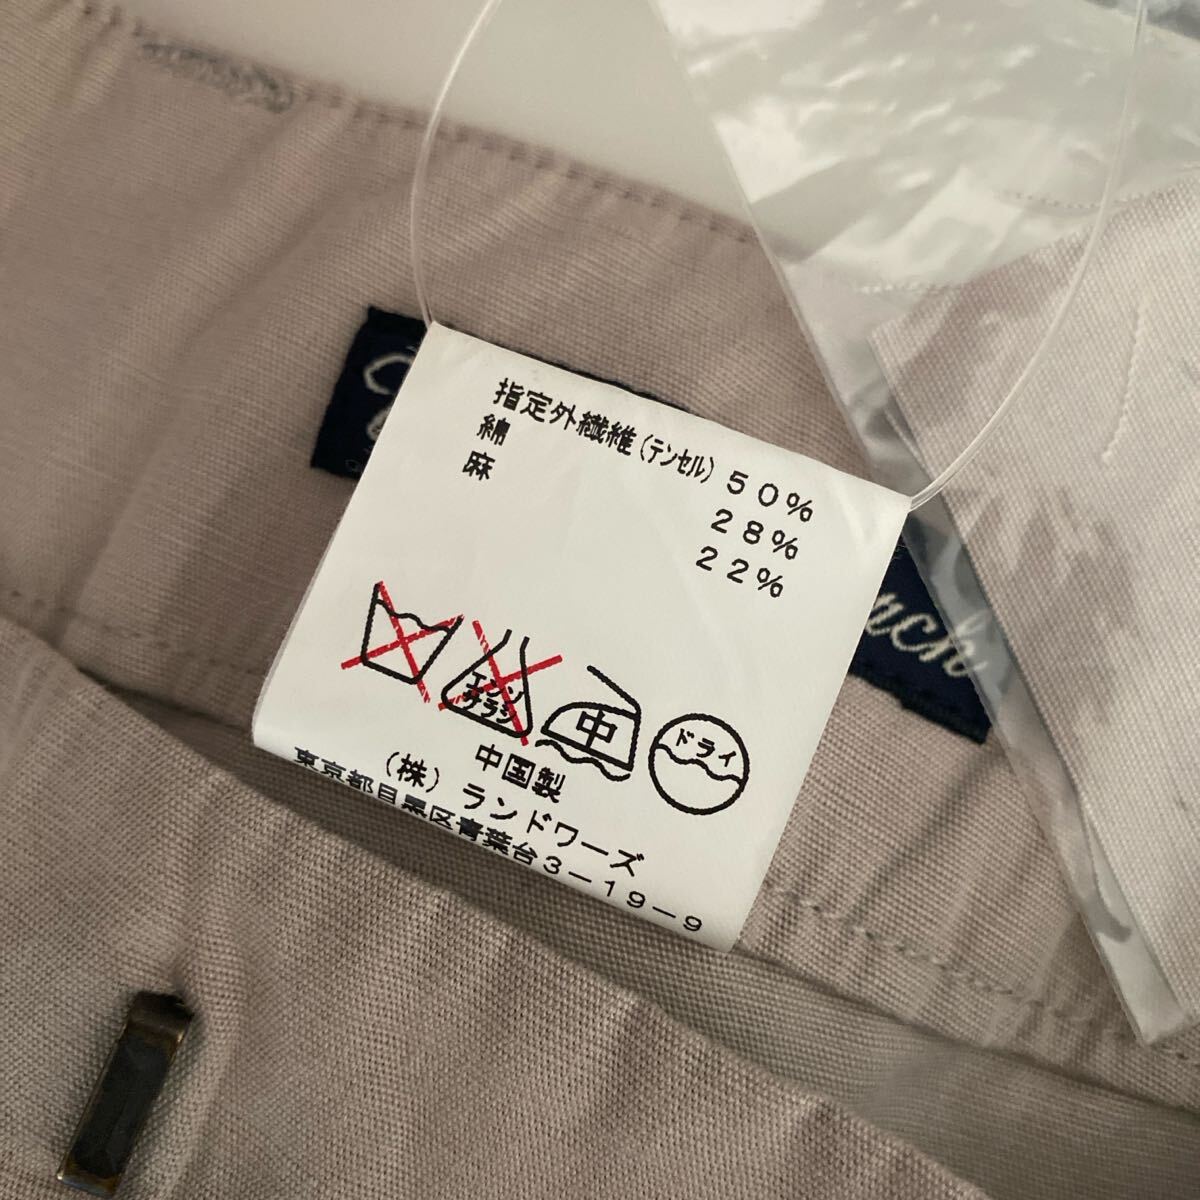 指定外繊維(テンセル) 50%
綿 28%
麻 22%
エンソ
サラシ
中
ドライ
中国製
(株)ランドワーズ
東京都目黒区青葉台3-19-9
nch